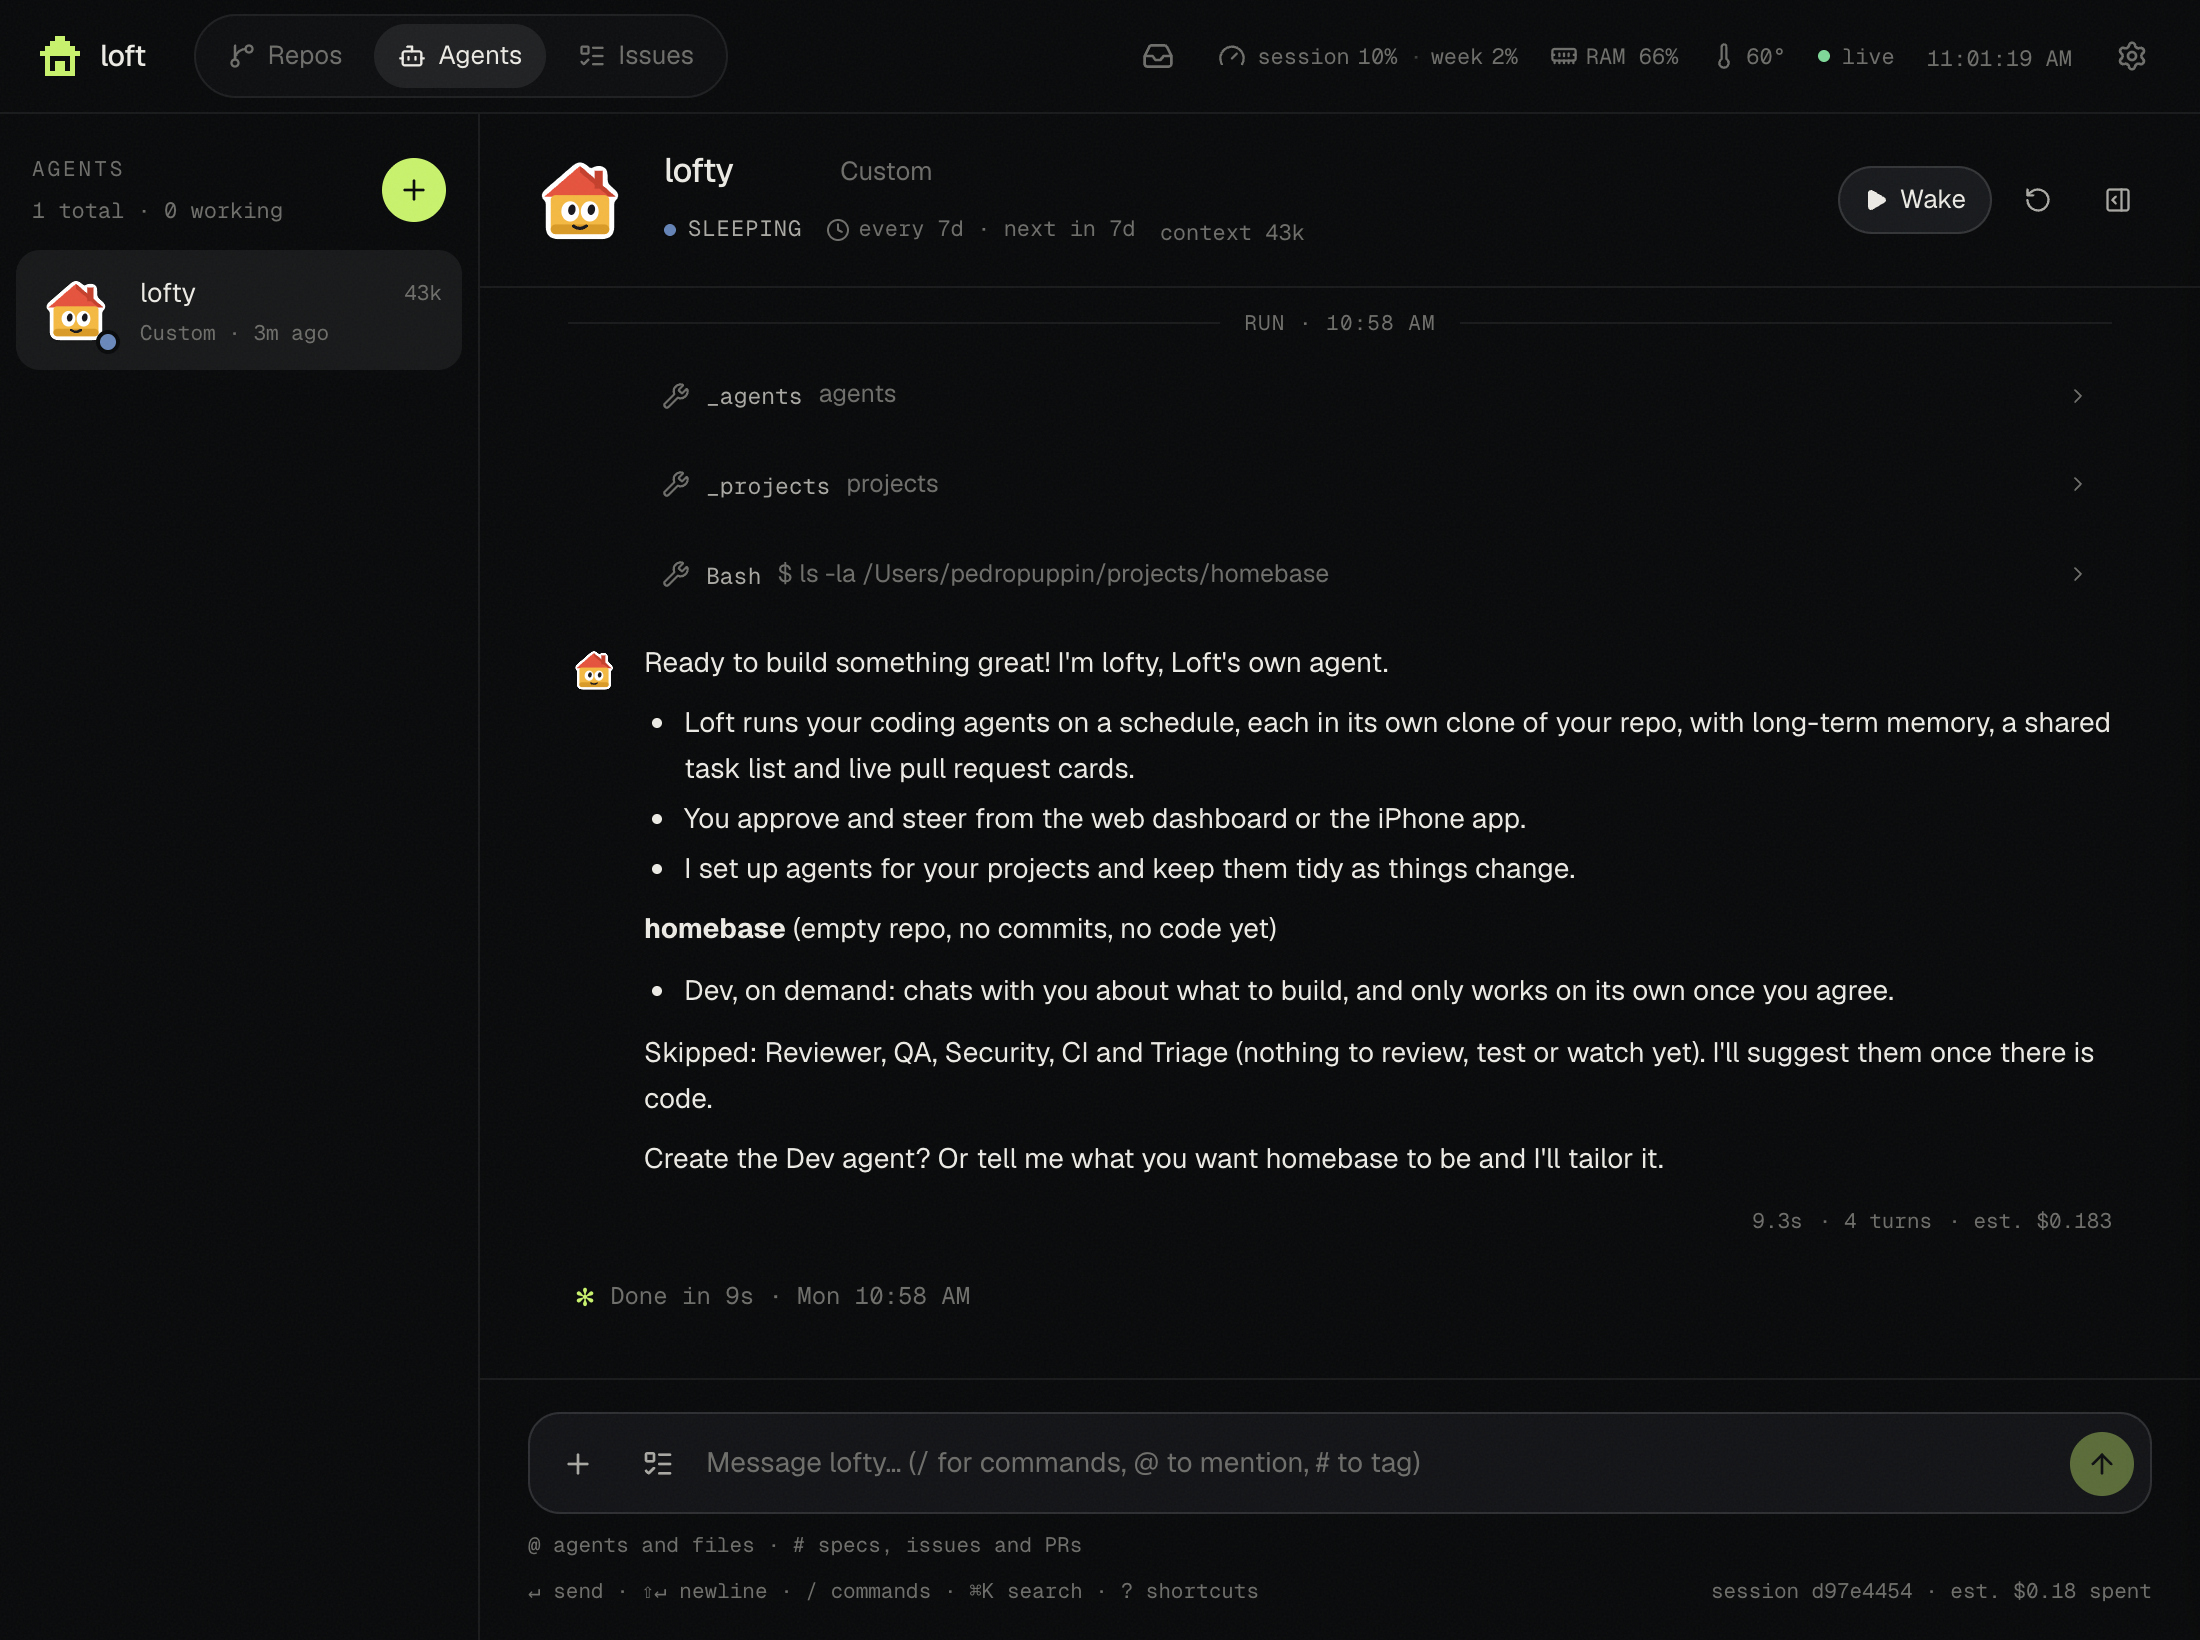 loft
Repos
Agents
Issues
session 10% · week 2%
RAM 66%
60°
live
11:01:19 AM
AGENTS
1 total · 0 working
lofty
43k
Custom · 3m ago
lofty
Custom
SLEEPING
every 7d · next in 7d
context 43k
Wake
RUN · 10:58 AM
_agents agents
_projects projects
Bash $ ls -la /Users/pedropuppin/projects/homebase
Ready to build something great! I'm lofty, Loft's own agent.
• Loft runs your coding agents on a schedule, each in its own clone of your repo, with long-term memory, a shared
task list and live pull request cards.
• You approve and steer from the web dashboard or the iPhone app.
• I set up agents for your projects and keep them tidy as things change.
homebase (empty repo, no commits, no code yet)
• Dev, on demand: chats with you about what to build, and only works on its own once you agree.
Skipped: Reviewer, QA, Security, CI and Triage (nothing to review, test or watch yet). I'll suggest them once there is
code.
Create the Dev agent? Or tell me what you want homebase to be and I'll tailor it.
9.3s · 4 turns · est. $0.183
✻ Done in 9s · Mon 10:58 AM
Message lofty… (/ for commands, @ to mention, # to tag)
@ agents and files · # specs, issues and PRs
↵ send · ⇧↵ newline · / commands · ⌘K search · ? shortcuts
session d97e4454 · est. $0.18 spent